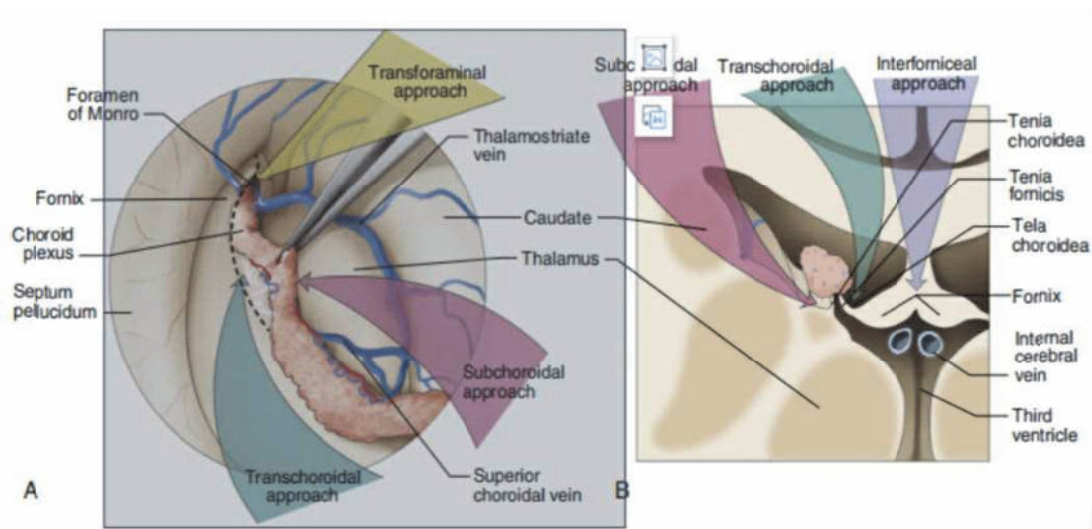 Transforaminal
approach
Foramen
of Monro
Thalamostriate
vein
Fornix
Choroid
plexus
Septum
pellucidum
Caudate
Thalamus
Subchoroidal
approach
Transchoroidal
approach
Superior
choroidal vein
A
Subc dal
approach
Transchoroidal
approach
Interforniceal
approach
Tenia
choroidea
Tenia
fornicis
Tela
choroidea
Fornix
Internal
cerebral
vein
Third
ventricle
B